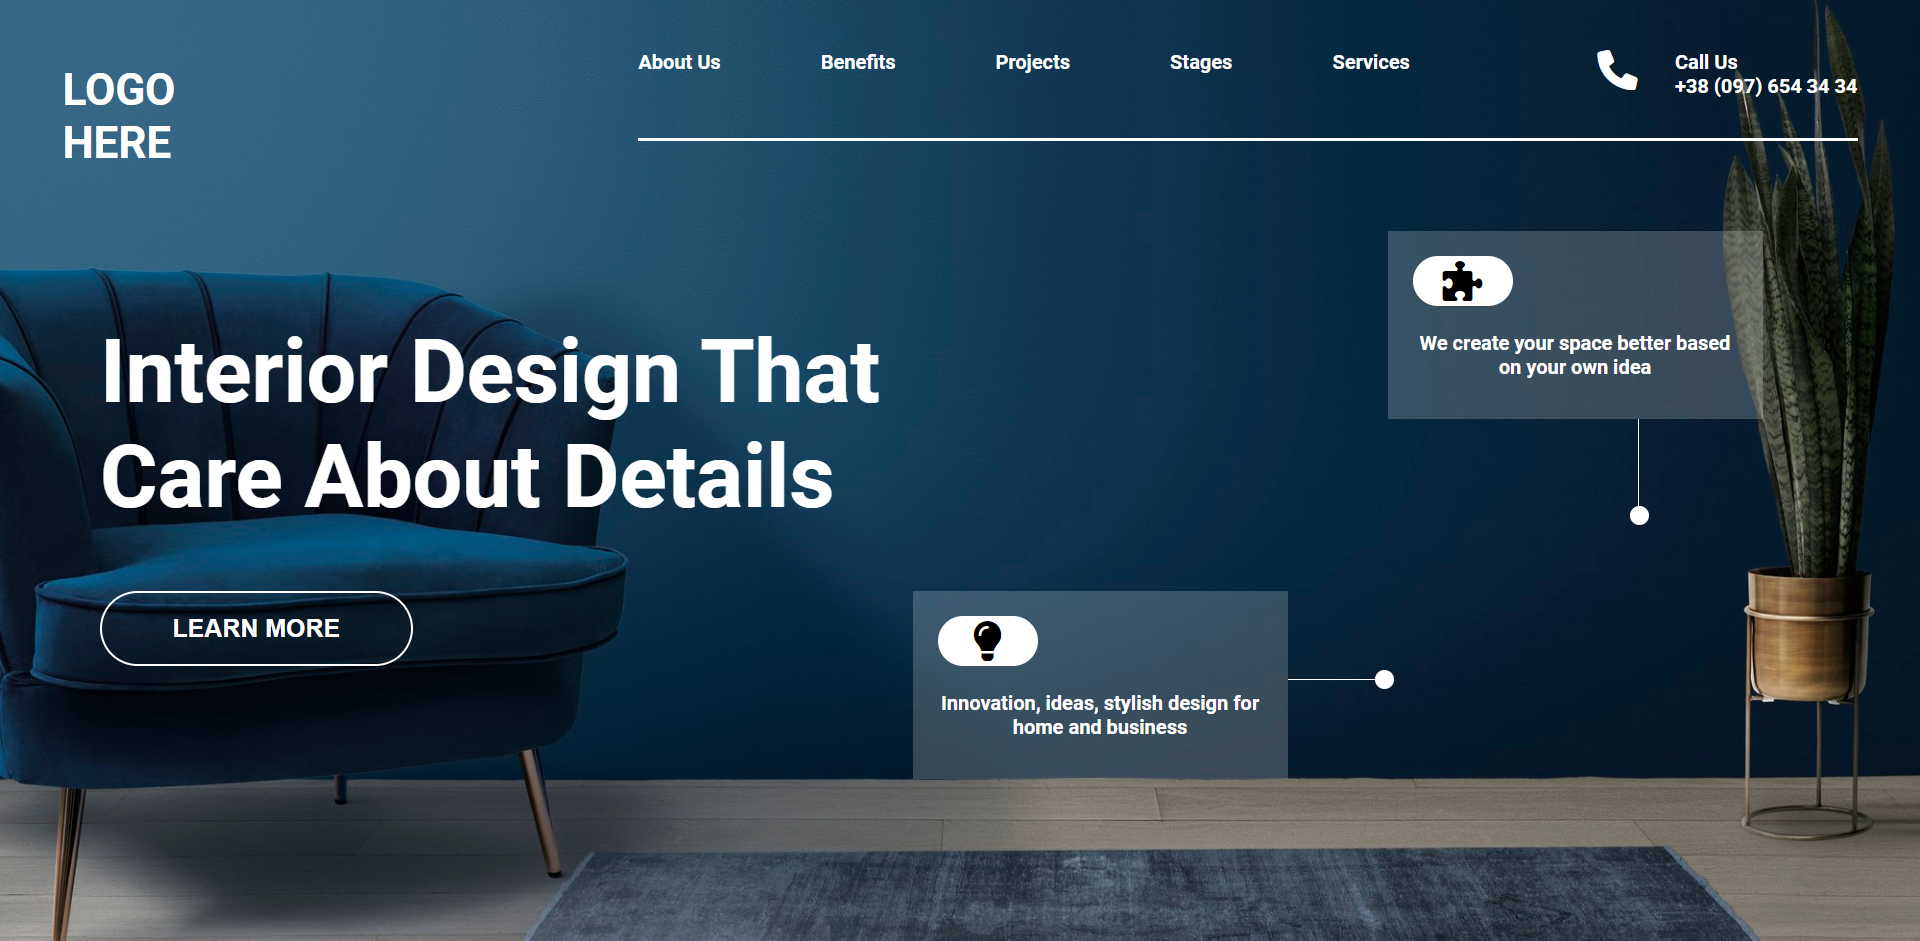 LOGO
HERE
About Us
Benefits
Projects
Stages
Services
Call Us
+38 (097) 654 34 34
We create your space better based
on your own idea
Interior Design That
Care About Details
LEARN MORE
Innovation, ideas, stylish design for
home and business